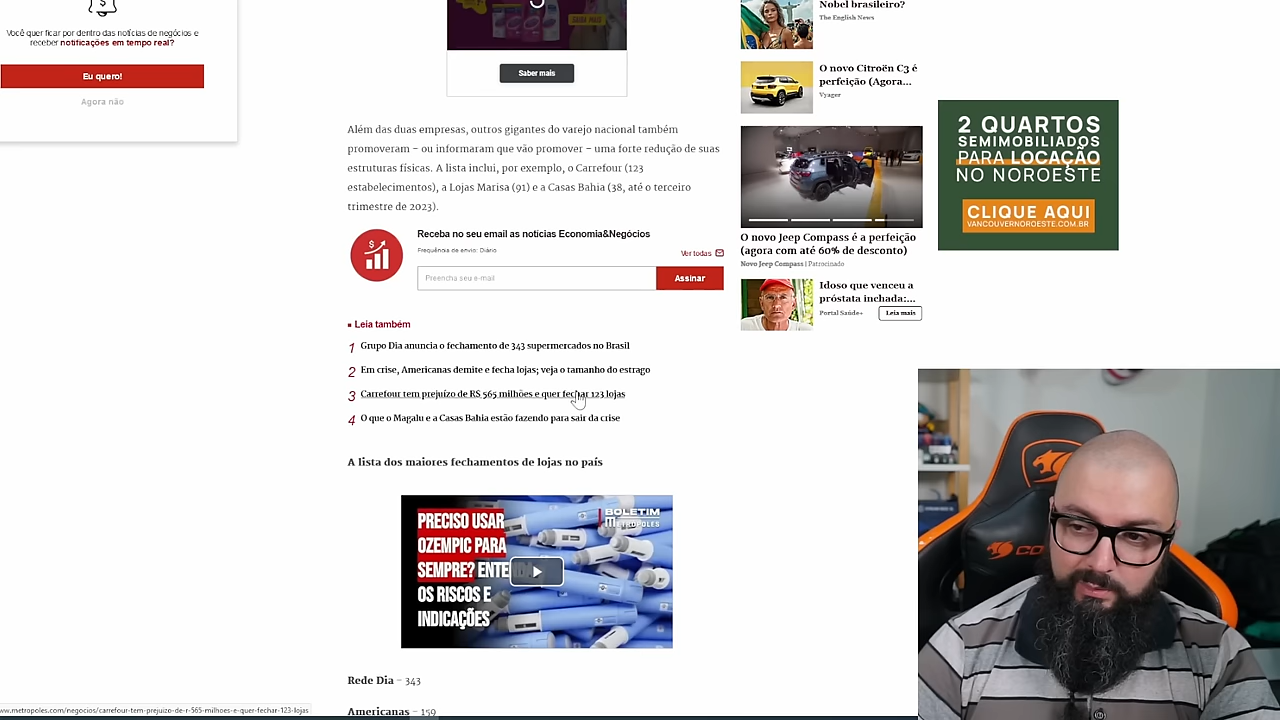 Você quer ficar por dentro das notícias de negócios e
receber notificações em tempo real?
Eu quero!
Agora não
Saber mais
Além das duas empresas, outros gigantes do varejo nacional também
promoveram – ou informaram que vão promover – uma forte redução de suas
estruturas físicas. A lista inclui, por exemplo, o Carrefour (123
estabelecimentos), a Lojas Marisa (91) e a Casas Bahia (38, até o terceiro
trimestre de 2023).
Receba no seu email as notícias Economia&Negócios
Frequência de envio: Diário
Ver todas
Preencha seu e-mail
Assinar
Leia também
1 Grupo Dia anuncia o fechamento de 343 supermercados no Brasil
2 Em crise, Americanas demite e fecha lojas; veja o tamanho do estrago
3 Carrefour tem prejuízo de R$ 565 milhões e quer fechar 123 lojas
4 O que o Magalu e a Casas Bahia estão fazendo para sair da crise
A lista dos maiores fechamentos de lojas no país
PRECISO USAR
OZEMPIC PARA
SEMPRE? ENTE
OS RISCOS E
INDICAÇÕES
BOLETIM
METRÓPOLES
Rede Dia – 343
Americanas – 159
www.metropoles.com/negocios/carrefour-tem-prejuizo-de-r-565-milhoes-e-quer-fechar-123-lojas
Nobel brasileiro?
The English News
O novo Citroën C3 é
perfeição (Agora...
Vyager
O novo Jeep Compass é a perfeição
(agora com até 60% de desconto)
Novo Jeep Compass | Patrocinado
Idoso que venceu a
próstata inchada:...
Portal Saúde+
Leia mais
2 QUARTOS
SEMIMOBILIADOS
PARA LOCAÇÃO
NO NOROESTE
CLIQUE AQUI
VANCOUVERNOROESTE.COM.BR